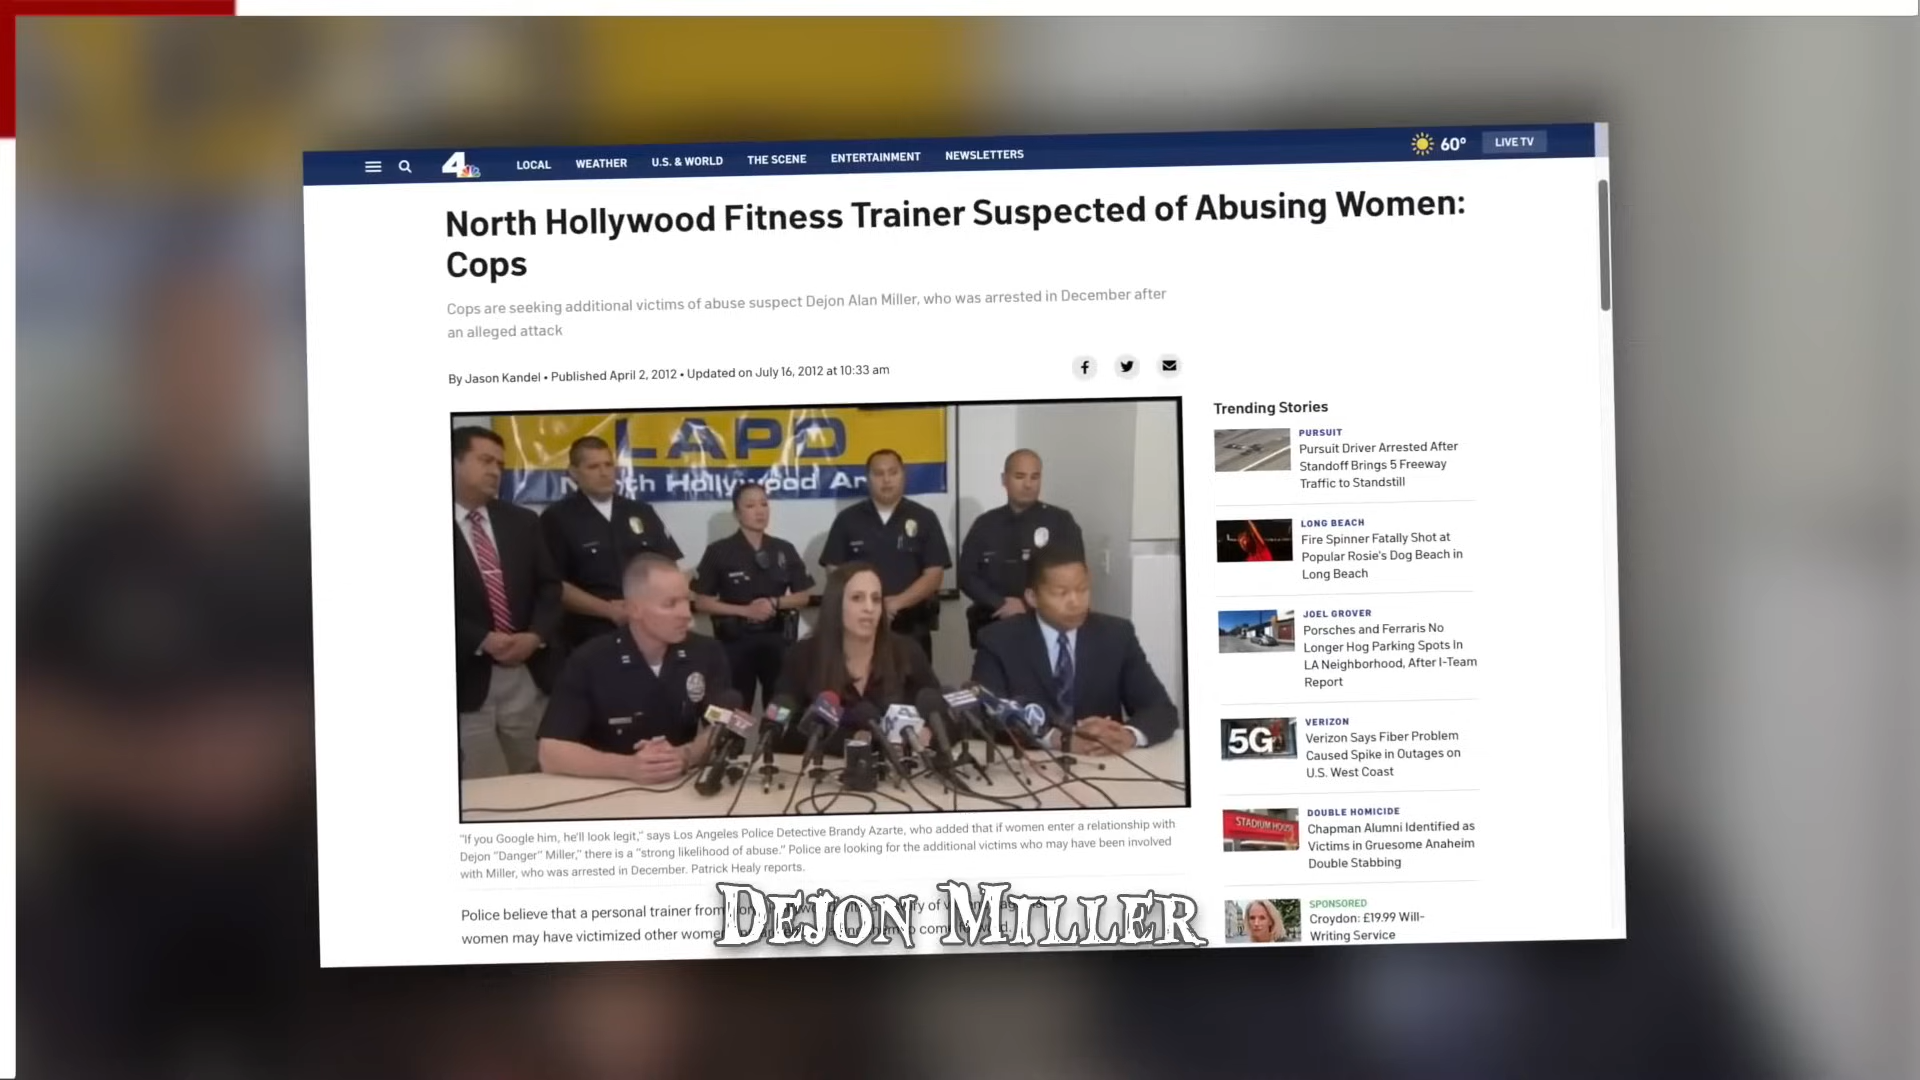 4
LOCAL WEATHER U.S. & WORLD THE SCENE ENTERTAINMENT NEWSLETTERS
60° LIVE TV
North Hollywood Fitness Trainer Suspected of Abusing Women:
Cops
Cops are seeking additional victims of abuse suspect Dejon Alan Miller, who was arrested in December after
an alleged attack
By Jason Kandel • Published April 2, 2012 • Updated on July 16, 2012 at 10:33 am
LAPD
North Hollywood Ar
"If you Google him, he'll look legit," says Los Angeles Police Detective Brandy Azarte, who added that if women enter a relationship with
Dejon "Danger" Miller," there is a "strong likelihood of abuse." Police are looking for the additional victims who may have been involved
with Miller, who was arrested in December. Patrick Healy reports.
Police believe that a personal trainer from
women may have victimized other
DEJON MILLER
Trending Stories
PURSUIT
Pursuit Driver Arrested After
Standoff Brings 5 Freeway
Traffic to Standstill
LONG BEACH
Fire Spinner Fatally Shot at
Popular Rosie's Dog Beach in
Long Beach
JOEL GROVER
Porsches and Ferraris No
Longer Hog Parking Spots In
LA Neighborhood, After I-Team
Report
5G
VERIZON
Verizon Says Fiber Problem
Caused Spike in Outages on
U.S. West Coast
STADIUM HOUSE
DOUBLE HOMICIDE
Chapman Alumni Identified as
Victims in Gruesome Anaheim
Double Stabbing
SPONSORED
Croydon: £19.99 Will-
Writing Service